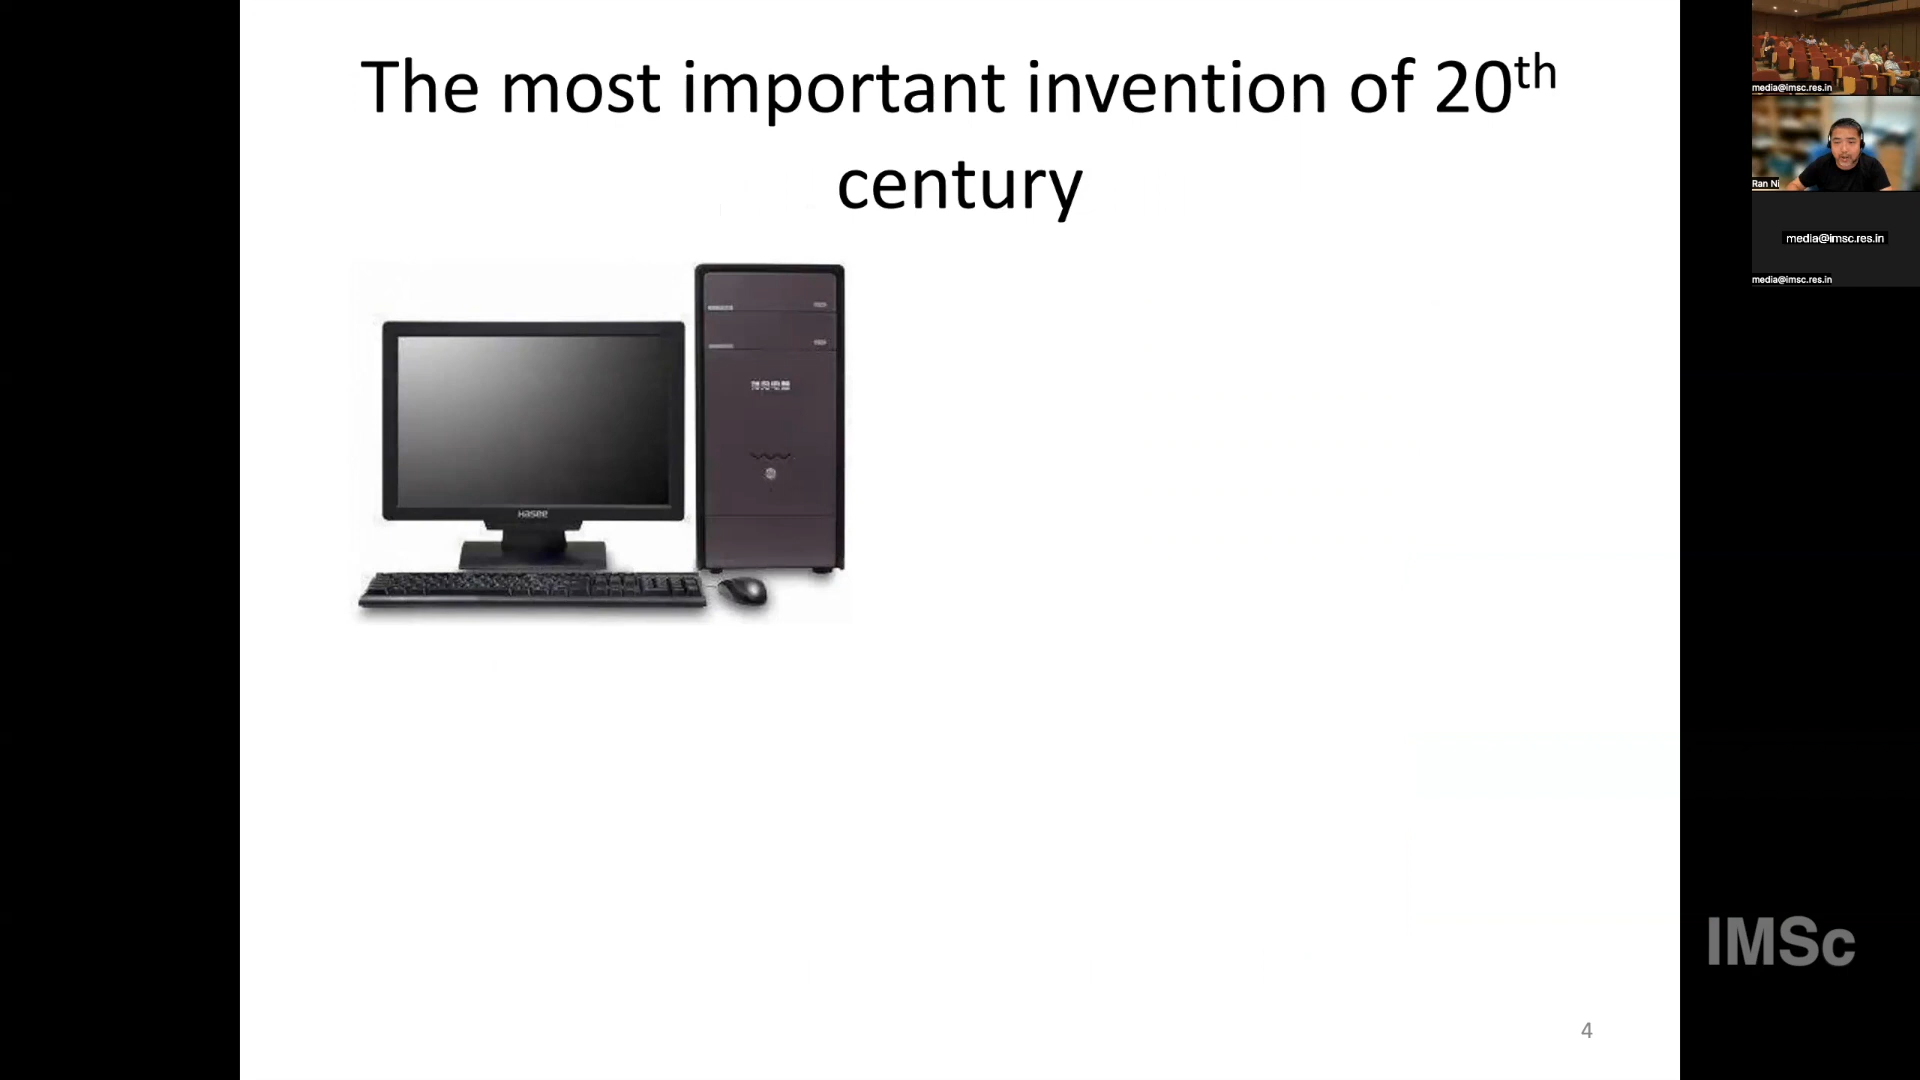 The most important invention of 20th
century
Hasee
4
media@imsc.res.in
Ran Ni
media@imsc.res.in
media@imsc.res.in
IMSc